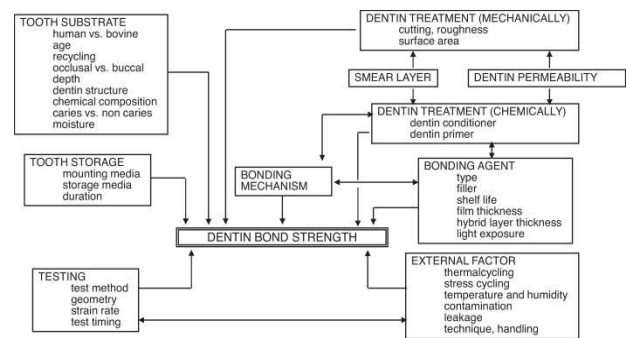 TOOTH SUBSTRATE
human vs. bovine
age
recycling
occlusal vs. buccal
depth
dentin structure
chemical composition
caries vs. non caries
moisture
DENTIN TREATMENT (MECHANICALLY)
cutting, roughness
surface area
SMEAR LAYER
DENTIN PERMEABILITY
DENTIN TREATMENT (CHEMICALLY)
dentin conditioner
dentin primer
TOOTH STORAGE
mounting media
storage media
duration
BONDING
MECHANISM
BONDING AGENT
type
filler
shelf life
film thickness
hybrid layer thickness
light exposure
DENTIN BOND STRENGTH
TESTING
test method
geometry
strain rate
test timing
EXTERNAL FACTOR
thermalcycling
stress cycling
temperature and humidity
contamination
leakage
technique, handling